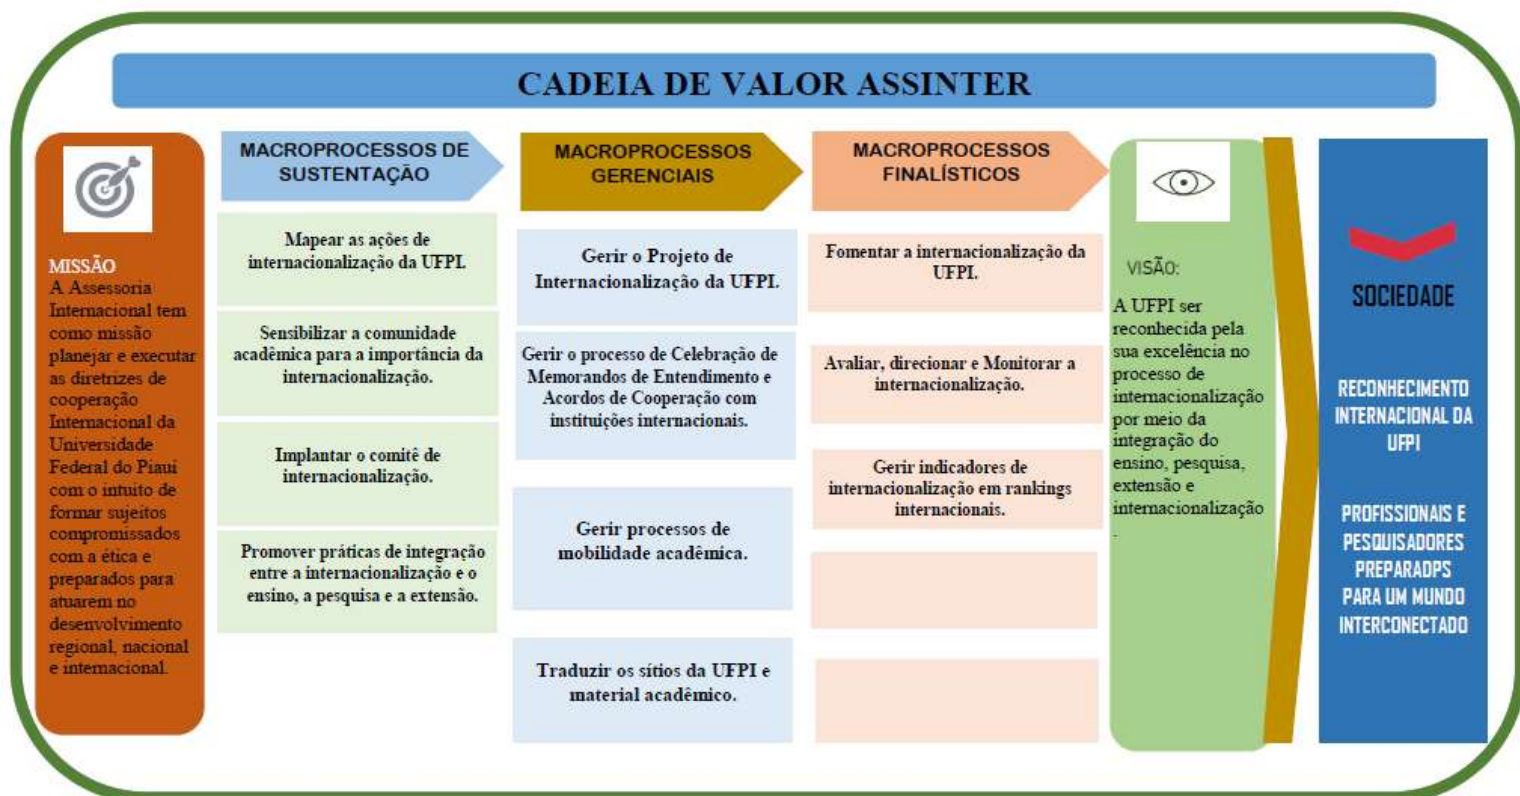 CADEIA DE VALOR ASSINTER
MISSÃO
A Assessoria
Internacional tem
como missão
planejar e executar
as diretrizes de
cooperação
Internacional da
Universidade
Federal do Piauí
com o intuito de
formar sujeitos
compromissados
com a ética e
preparados para
atuarem no
desenvolvimento
regional, nacional
e internacional.
MACROPROCESSOS DE
SUSTENTAÇÃO
Mapear as ações de
internacionalização da UFPI.
Sensibilizar a comunidade
acadêmica para a importância da
internacionalização.
Implantar o comitê de
internacionalização.
Promover práticas de integração
entre a internacionalização e o
ensino, a pesquisa e a extensão.
MACROPROCESSOS
GERENCIAIS
Gerir o Projeto de
Internacionalização da UFPI.
Gerir o processo de Celebração de
Memorandos de Entendimento e
Acordos de Cooperação com
instituições internacionais.
Gerir processos de
mobilidade acadêmica.
Traduzir os sítios da UFPI e
material acadêmico.
MACROPROCESSOS
FINALÍSTICOS
Fomentar a internacionalização da
UFPI.
Avaliar, direcionar e Monitorar a
internacionalização.
Gerir indicadores de
internacionalização em rankings
internacionais.
VISÃO:
A UFPI ser
reconhecida pela
sua excelência no
processo de
internacionalização
por meio da
integração do
ensino, pesquisa,
extensão e
internacionalização
.
SOCIEDADE
RECONHECIMENTO
INTERNACIONAL DA
UFPI
PROFISSIONAIS E
PESQUISADORES
PREPARADPS
PARA UM MUNDO
INTERCONECTADO